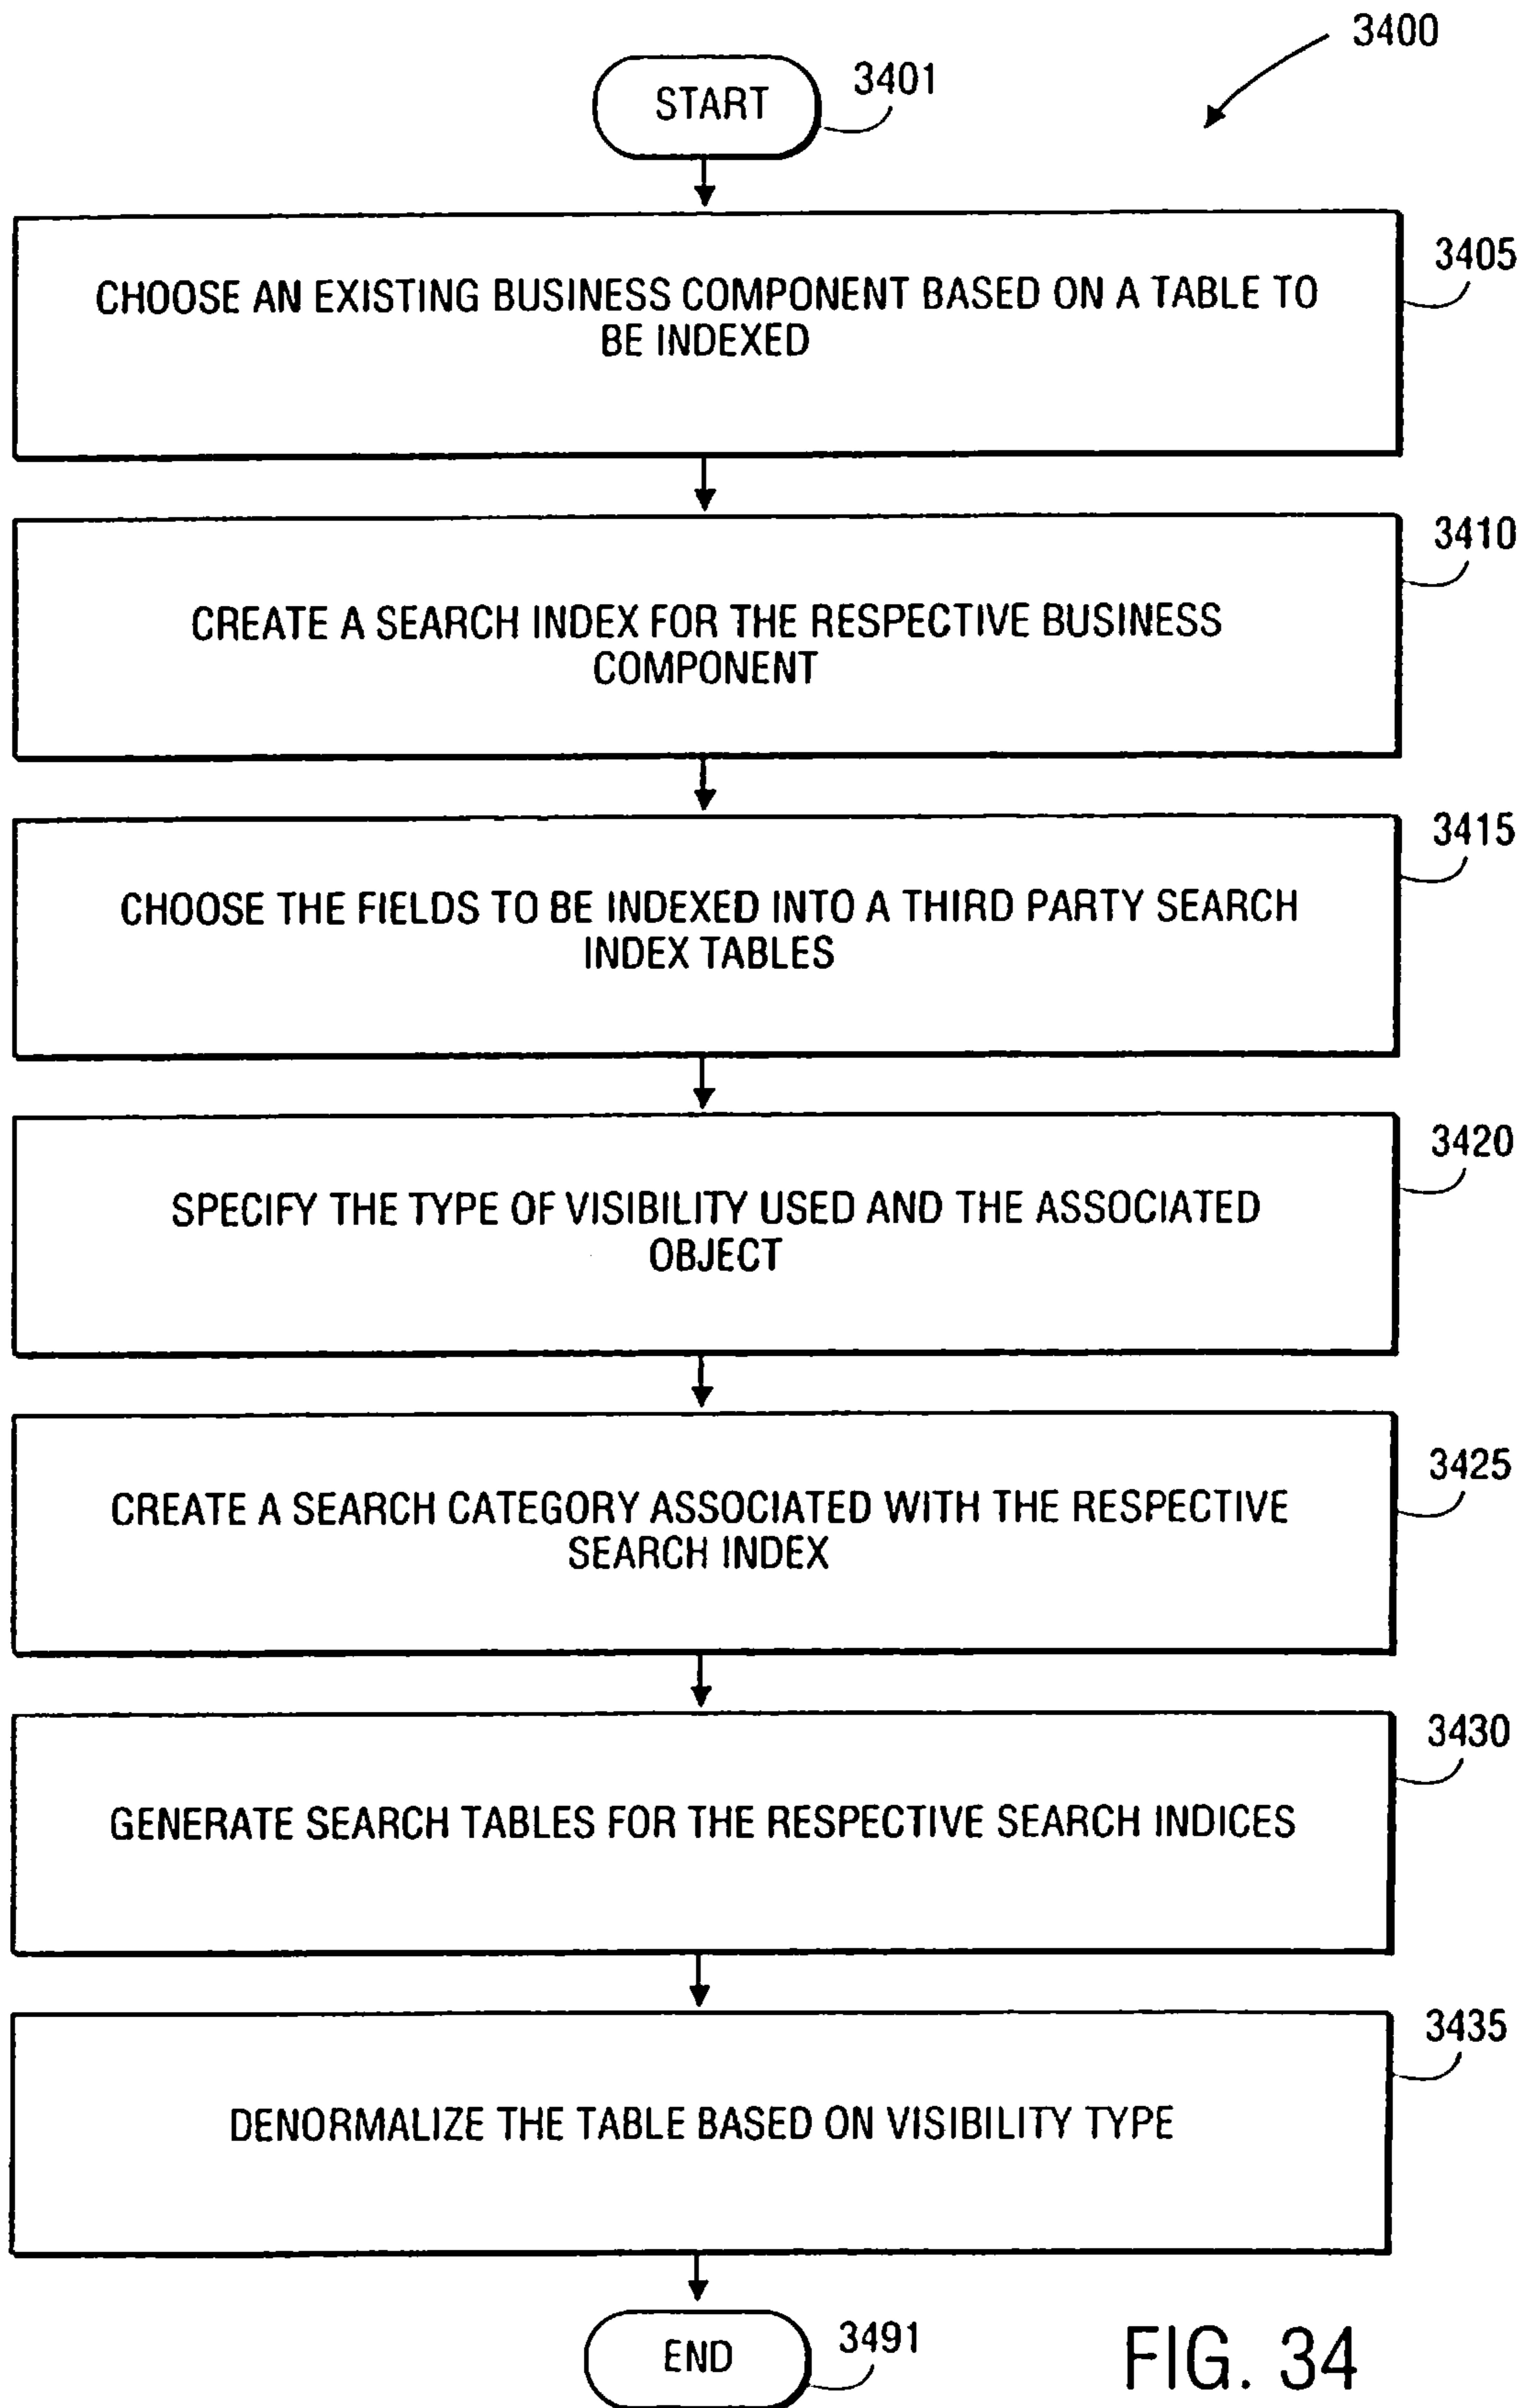 3400
START
3401
CHOOSE AN EXISTING BUSINESS COMPONENT BASED ON A TABLE TO
BE INDEXED
3405
CREATE A SEARCH INDEX FOR THE RESPECTIVE BUSINESS
COMPONENT
3410
CHOOSE THE FIELDS TO BE INDEXED INTO A THIRD PARTY SEARCH
INDEX TABLES
3415
SPECIFY THE TYPE OF VISIBILITY USED AND THE ASSOCIATED
OBJECT
3420
CREATE A SEARCH CATEGORY ASSOCIATED WITH THE RESPECTIVE
SEARCH INDEX
3425
GENERATE SEARCH TABLES FOR THE RESPECTIVE SEARCH INDICES
3430
DENORMALIZE THE TABLE BASED ON VISIBILITY TYPE
3435
END
3491
FIG. 34